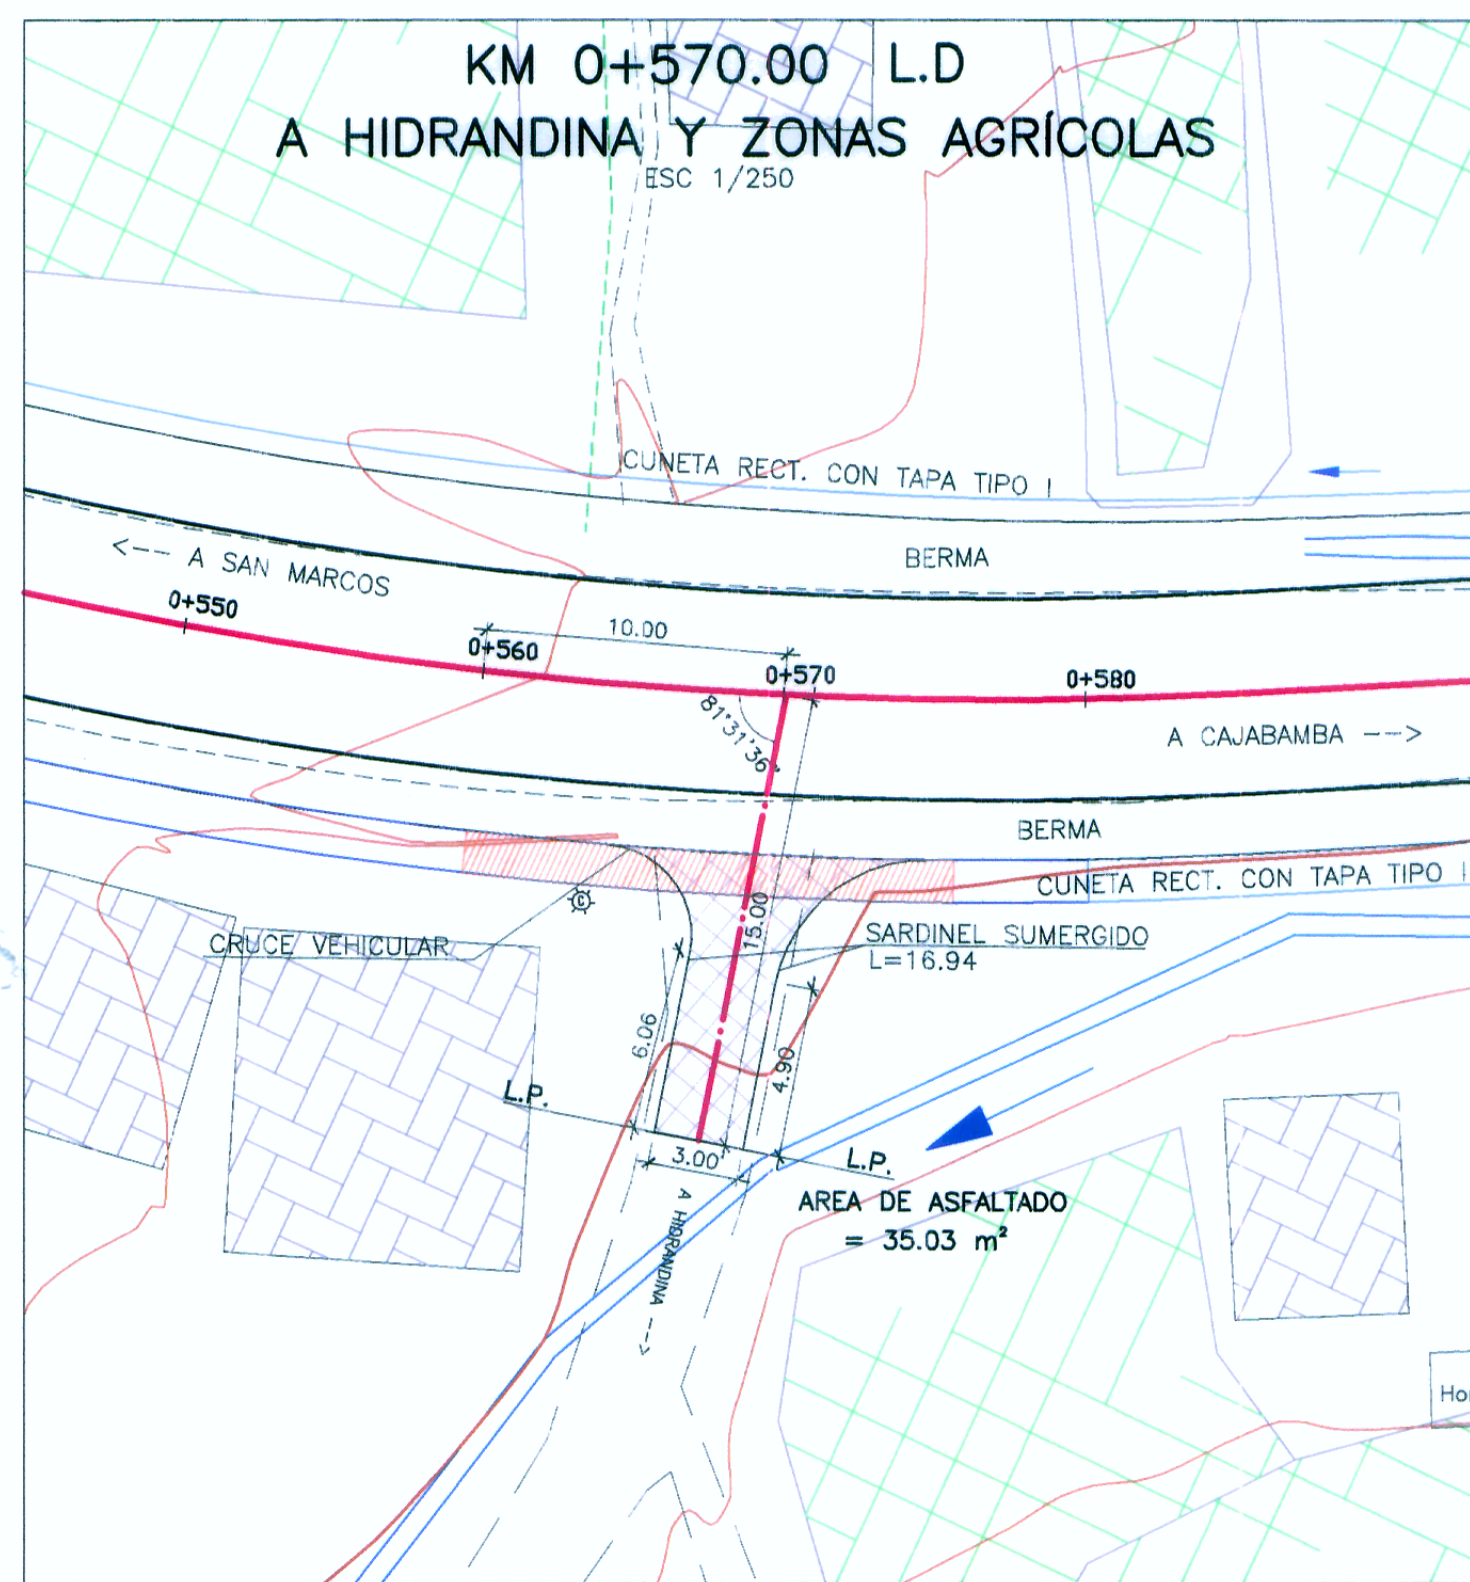 KM 0+570.00 L.D
A HIDRANDINA Y ZONAS AGRÍCOLAS
ESC 1/250
CUNETA RECT. CON TAPA TIPO I
BERMA
<--- A SAN MARCOS
0+550
0+560
10.00
0+570
0+580
81°31'36"
A CAJABAMBA --->
BERMA
CUNETA RECT. CON TAPA TIPO I
C
15.00
CRUCE VEHICULAR
SARDINEL SUMERGIDO
L=16.94
6.06
4.90
L.P.
3.00
L.P.
A HIDRANDINA --->
AREA DE ASFALTADO
= 35.03 m²